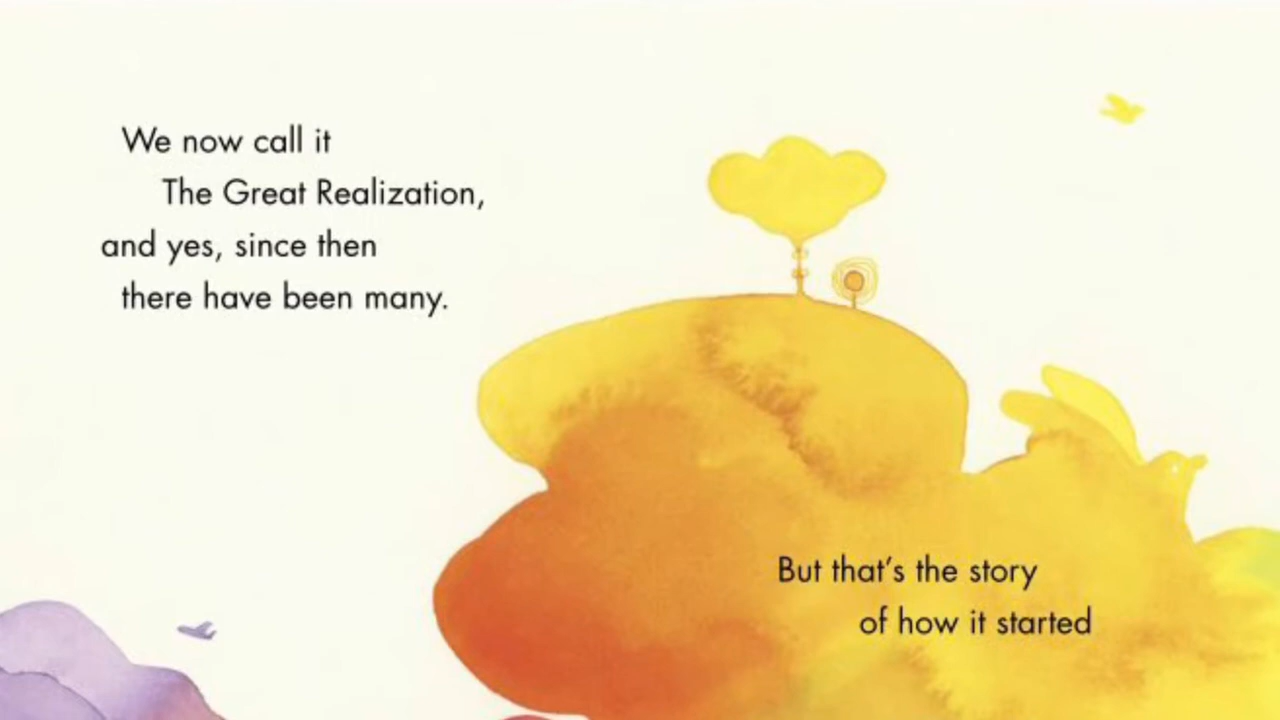 We now call it
The Great Realization,
and yes, since then
there have been many.
But that's the story
of how it started